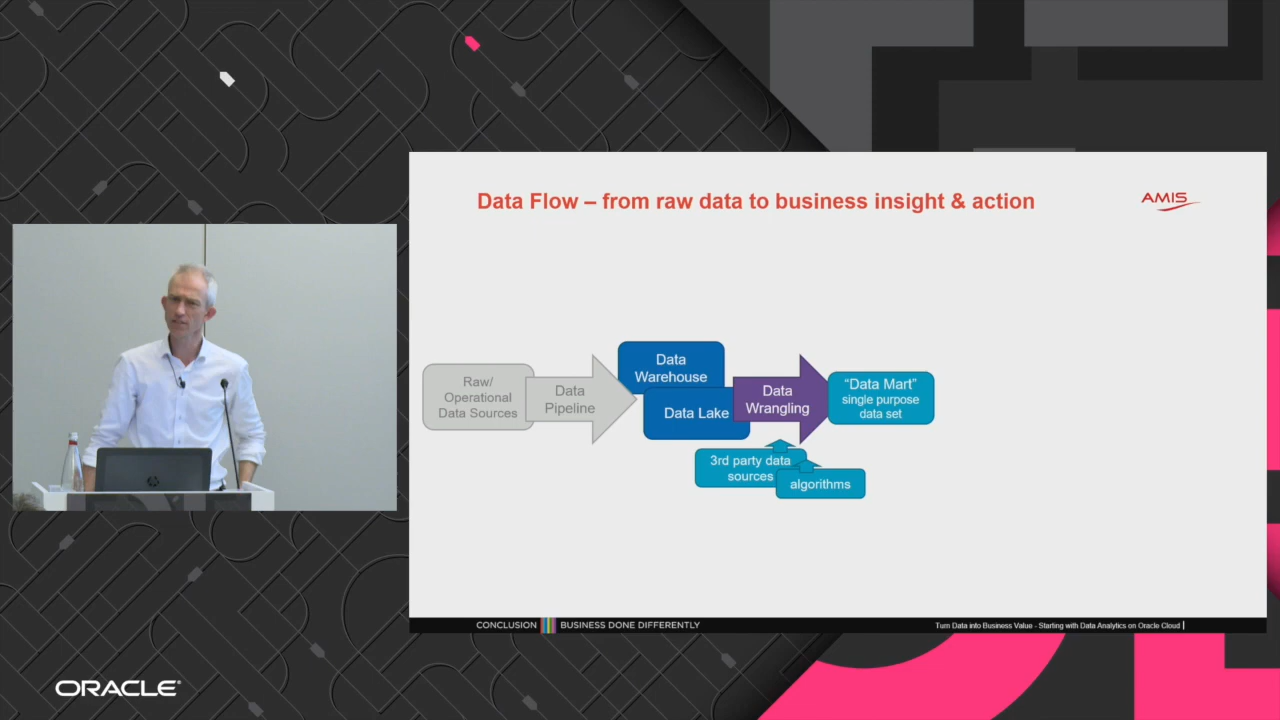 Data Flow – from raw data to business insight & action
AMIS
Raw/
Operational
Data Sources
Data
Pipeline
Data
Warehouse
Data Lake
Data
Wrangling
“Data Mart”
single purpose
data set
3rd party data
sources
algorithms
CONCLUSION BUSINESS DONE DIFFERENTLY
Turn Data into Business Value - Starting with Data Analytics on Oracle Cloud
ORACLE®
hp